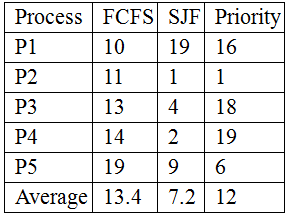 Process FCFS SJF Priority
P1 10 19 16
P2 11 1 1
P3 13 4 18
P4 14 2 19
P5 19 9 6
Average 13.4 7.2 12